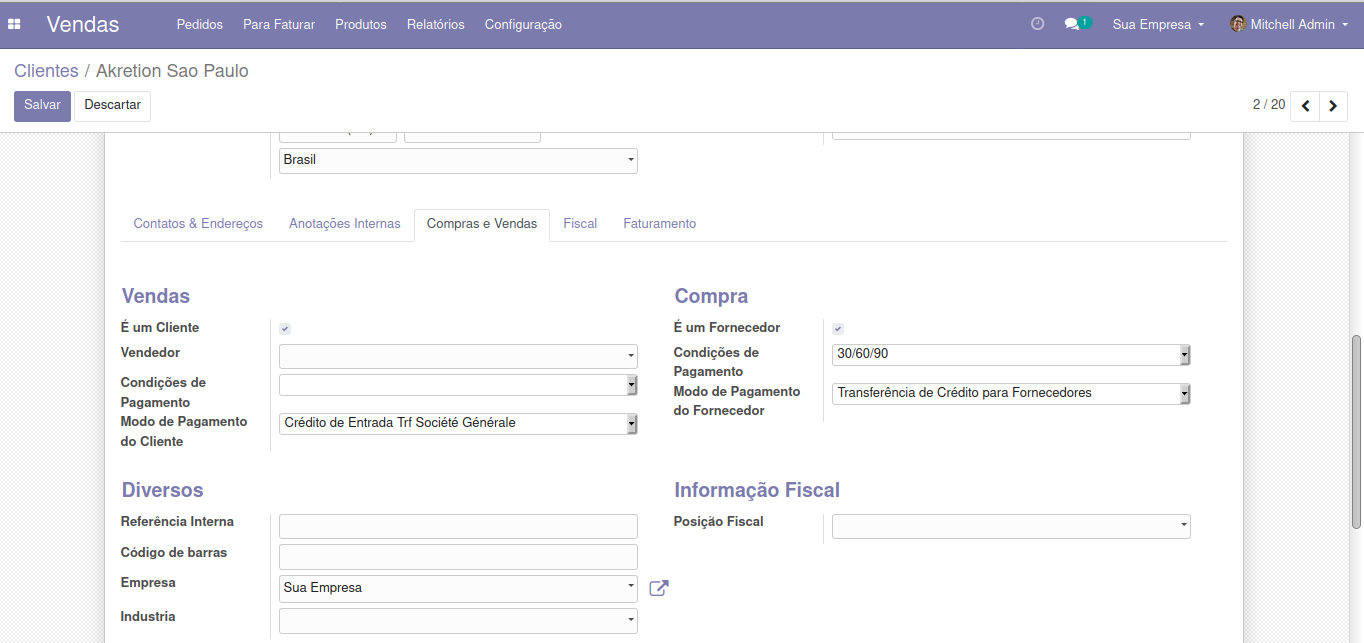 Vendas Pedidos Para Faturar Produtos Relatórios Configuração 1 Sua Empresa Mitchell Admin
Clientes / Akretion Sao Paulo
Salvar Descartar 2 / 20
Brasil
Contatos & Endereços Anotações Internas Compras e Vendas Fiscal Faturamento
Vendas
É um Cliente
Vendedor
Condições de
Pagamento
Modo de Pagamento
do Cliente
Crédito de Entrada Trf Société Générale
Compra
É um Fornecedor
Condições de
Pagamento
30/60/90
Modo de Pagamento
do Fornecedor
Transferência de Crédito para Fornecedores
Diversos
Referência Interna
Código de barras
Empresa
Sua Empresa
Industria
Informação Fiscal
Posição Fiscal